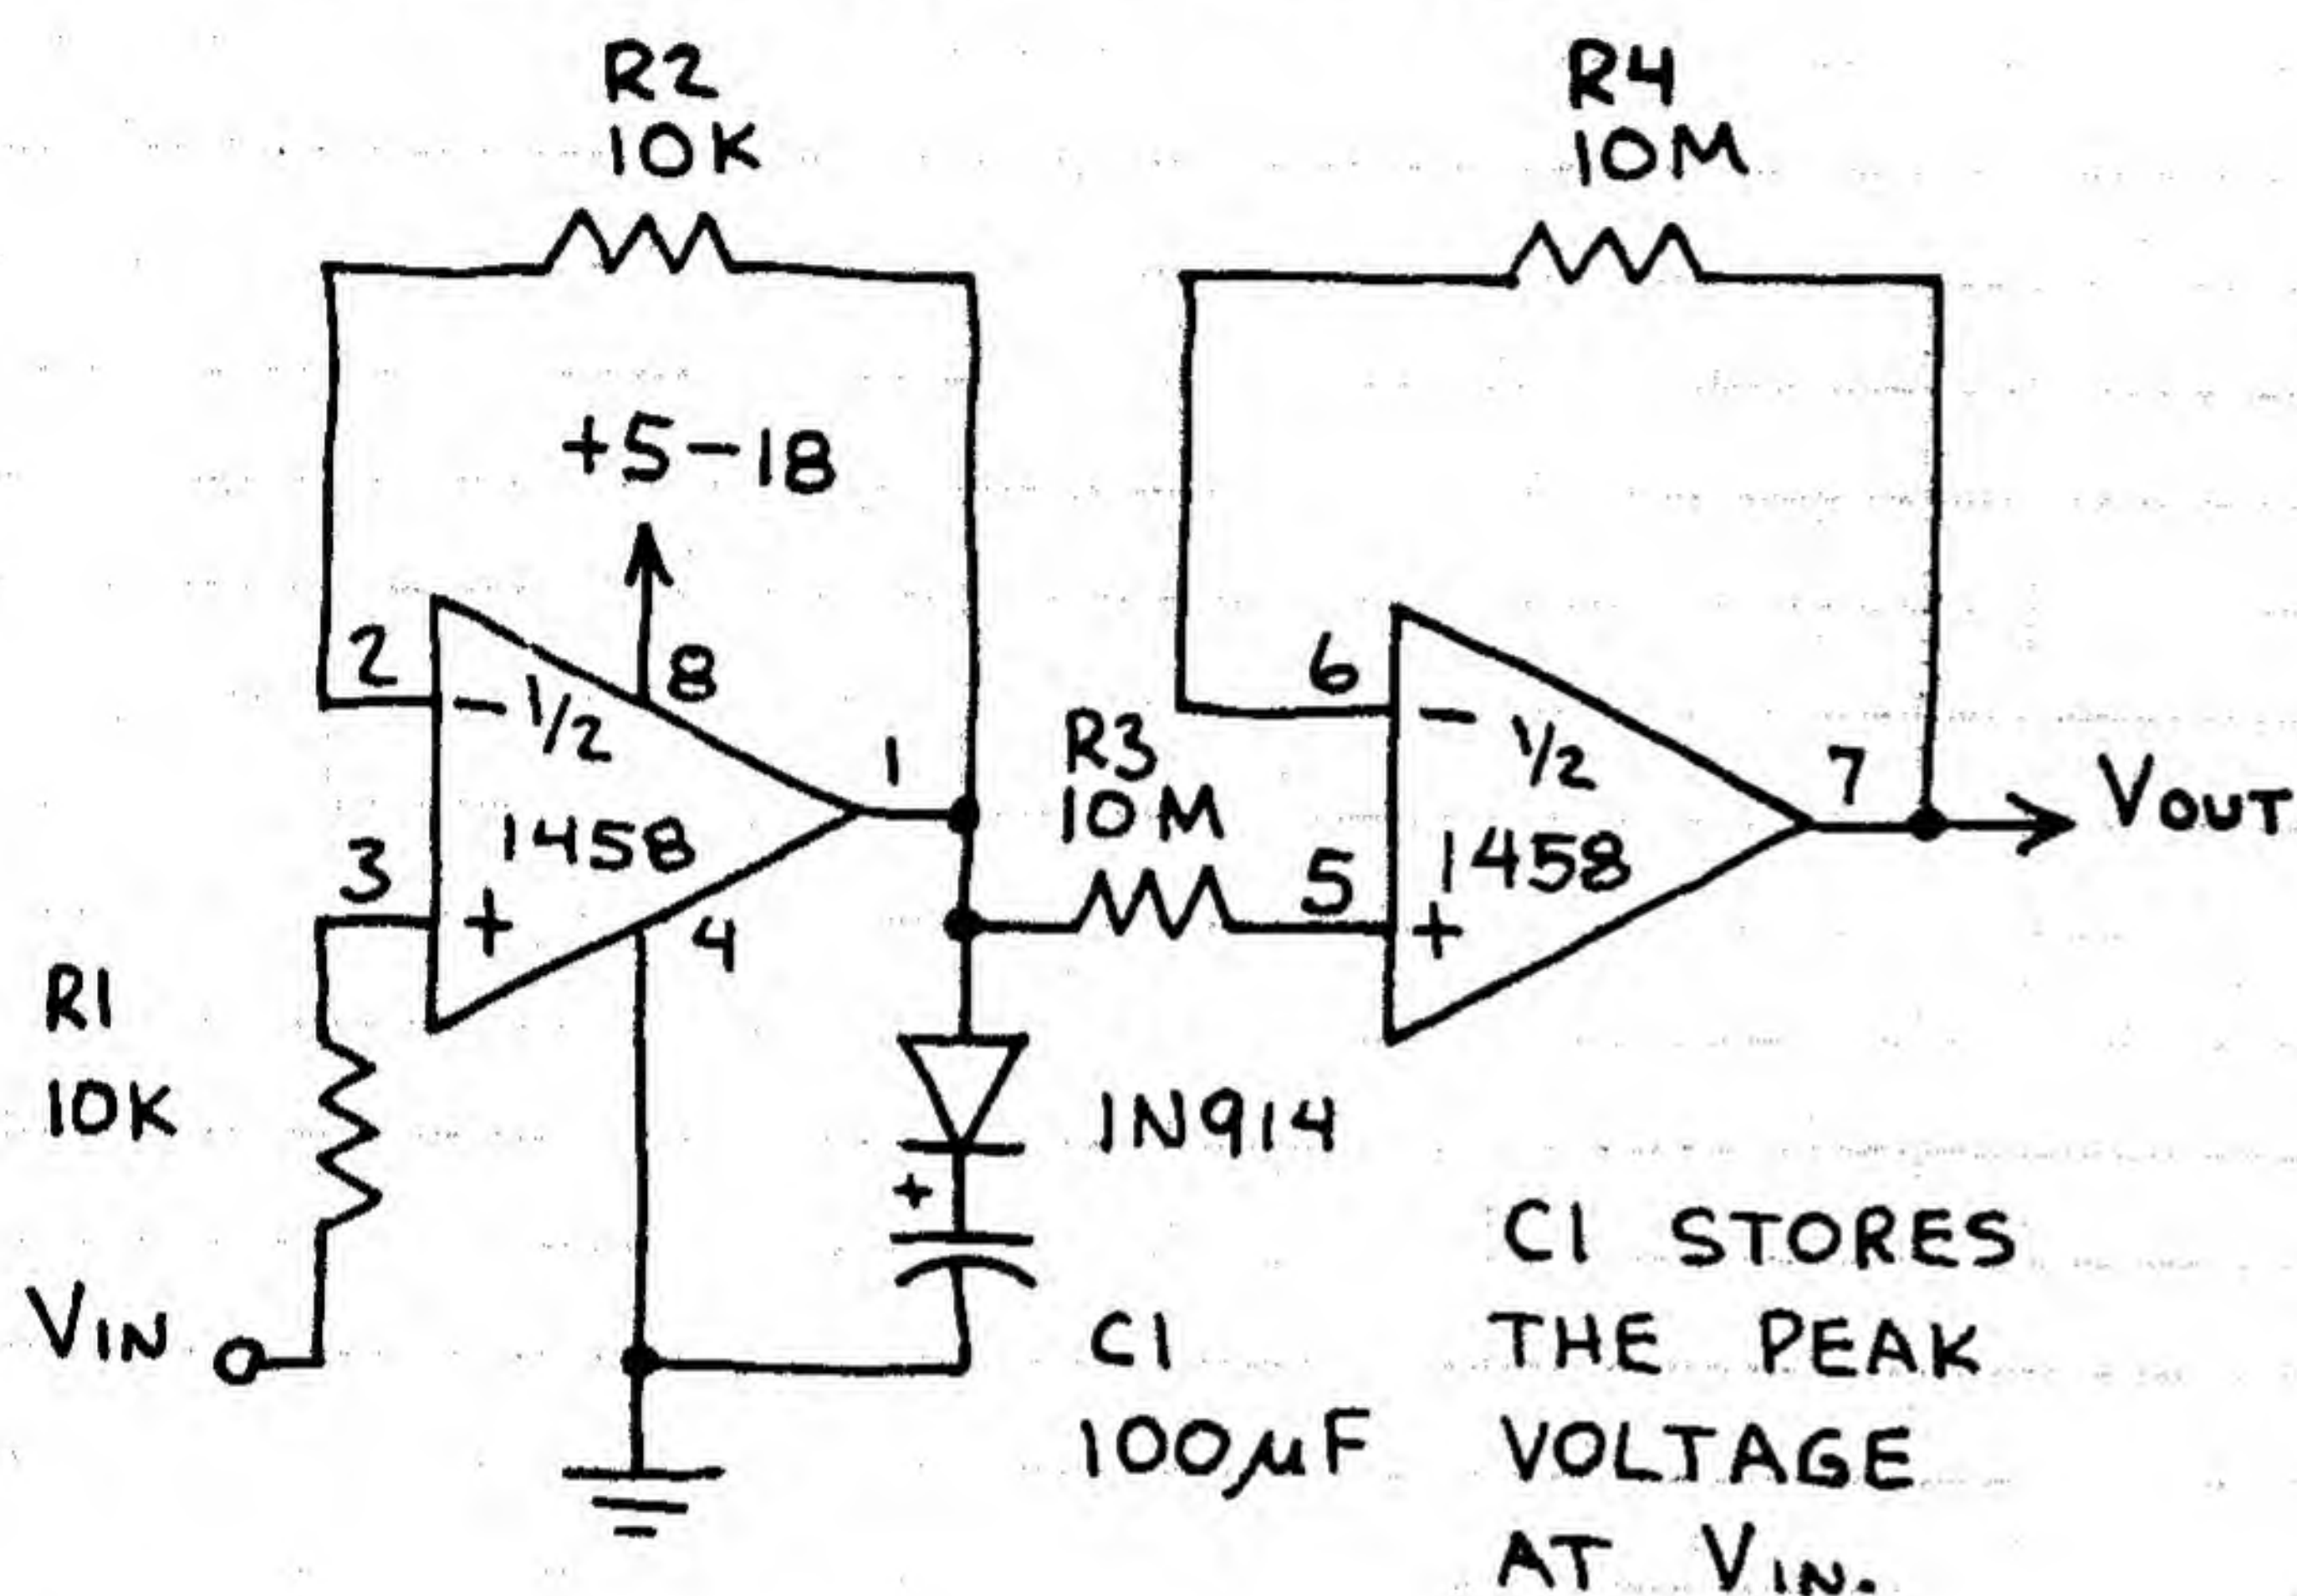 R2
10K
R4
10M
+5-18
2
8
- 1/2
1458
1
3
+
4
R3
10M
6
- 1/2
1458
7
VOUT
5
+
R1
10K
1N914
+
VIN
C1
100µF
C1 STORES
THE PEAK
VOLTAGE
AT VIN.